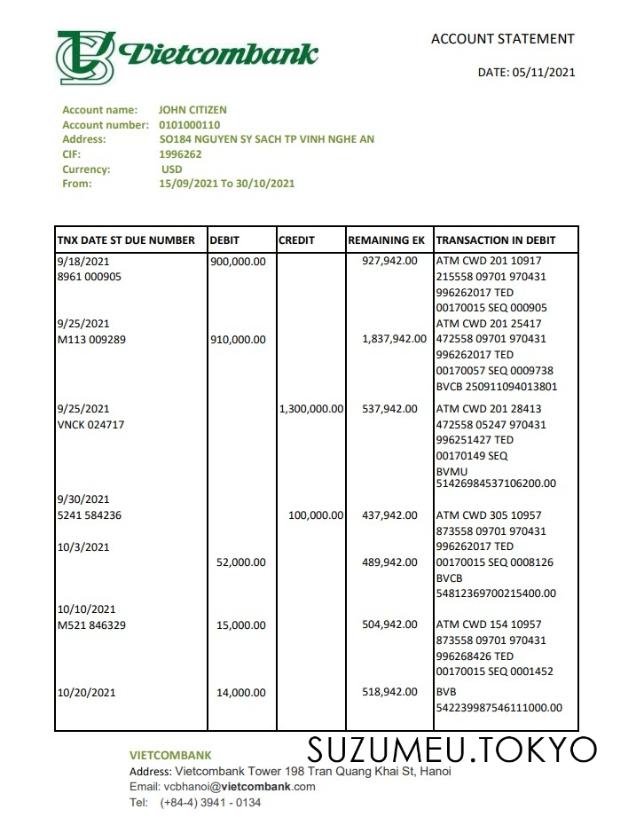 Vietcombank
ACCOUNT STATEMENT
DATE: 05/11/2021
Account name: JOHN CITIZEN
Account number: 0101000110
Address: SO184 NGUYEN SY SACH TP VINH NGHE AN
CIF: 1996262
Currency: USD
From: 15/09/2021 To 30/10/2021
TNX DATE ST DUE NUMBER DEBIT CREDIT REMAINING EK TRANSACTION IN DEBIT
9/18/2021 900,000.00 927,942.00 ATM CWD 201 10917
8961 000905 215558 09701 970431
996262017 TED
00170015 SEQ 000905
9/25/2021 ATM CWD 201 25417
M113 009289 910,000.00 1,837,942.00 472558 09701 970431
996262017 TED
00170057 SEQ 0009738
BVCB 250911094013801
9/25/2021 1,300,000.00 537,942.00 ATM CWD 201 28413
VNCK 024717 472558 05247 970431
996251427 TED
00170149 SEQ
BVMU
51426984537106200.00
9/30/2021
5241 584236 100,000.00 437,942.00 ATM CWD 305 10957
873558 09701 970431
10/3/2021 996262017 TED
52,000.00 489,942.00 00170015 SEQ 0008126
BVCB
54812369700215400.00
10/10/2021
M521 846329 15,000.00 504,942.00 ATM CWD 154 10957
873558 09701 970431
996268426 TED
00170015 SEQ 0001452
10/20/2021 14,000.00 518,942.00 BVB
542239987546111000.00
SUZUMEU.TOKYO
VIETCOMBANK
Address: Vietcombank Tower 198 Tran Quang Khai St, Hanoi
Email: vcbhanoi@vietcombank.com
Tel: (+84-4) 3941 - 0134